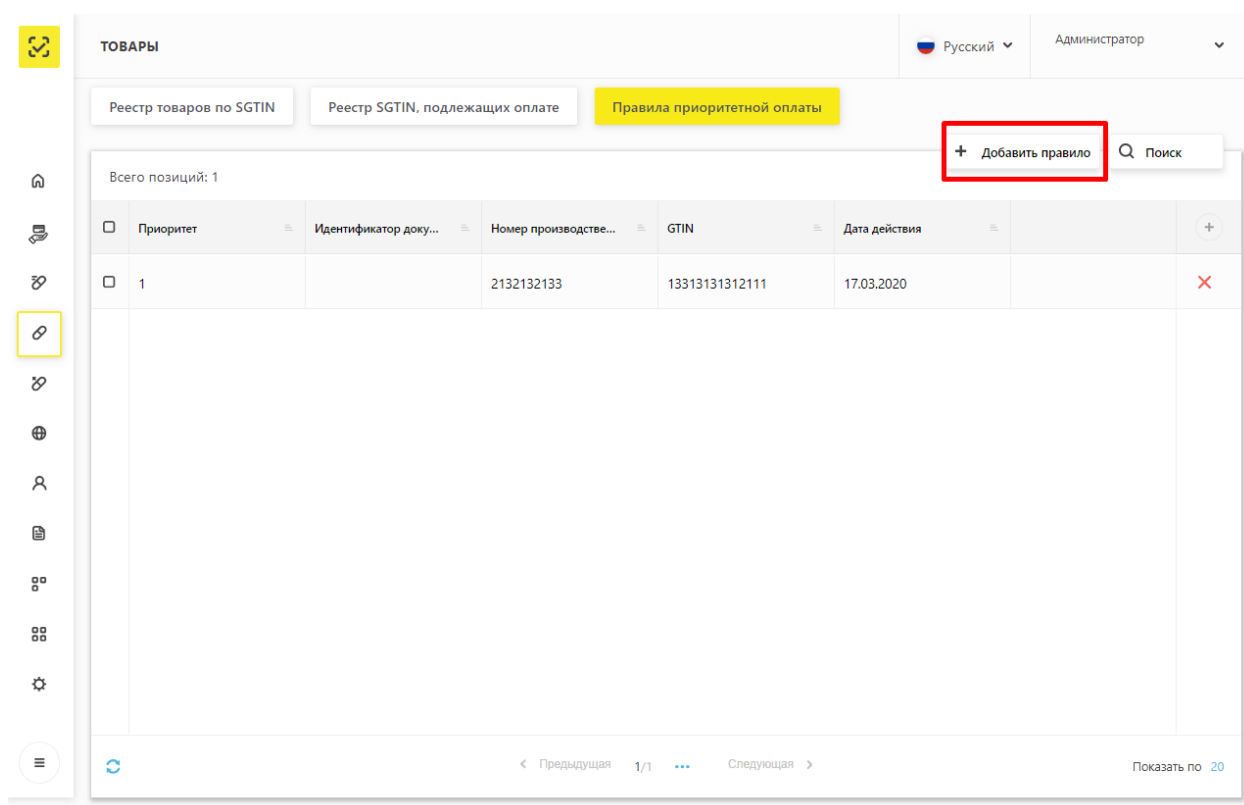 ТОВАРЫ
Русский
Администратор
Реестр товаров по SGTIN
Реестр SGTIN, подлежащих оплате
Правила приоритетной оплаты
+ Добавить правило
Поиск
Всего позиций: 1
Приоритет
Идентификатор доку...
Номер производстве...
GTIN
Дата действия
1
2132132133
13313131312111
17.03.2020
Предыдущая
1/1
...
Следующая
Показать по 20